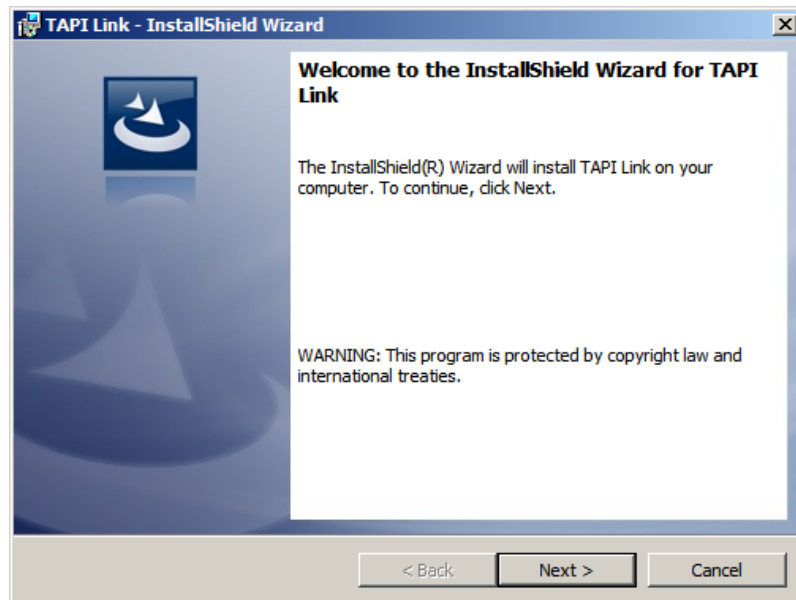 TAPI Link - InstallShield Wizard
Welcome to the InstallShield Wizard for TAPI
Link
The InstallShield(R) Wizard will install TAPI Link on your
computer. To continue, click Next.
WARNING: This program is protected by copyright law and
international treaties.
< Back
Next >
Cancel